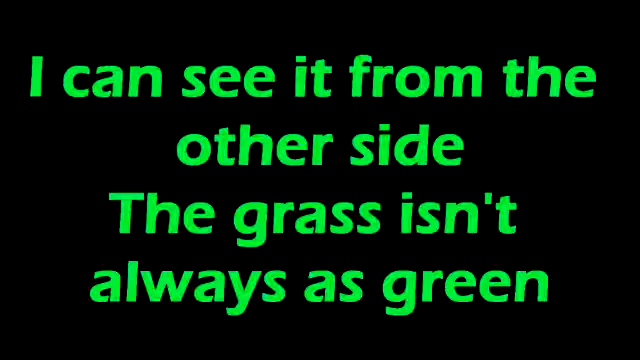 I can see it from the
other side
The grass isn't
always as green